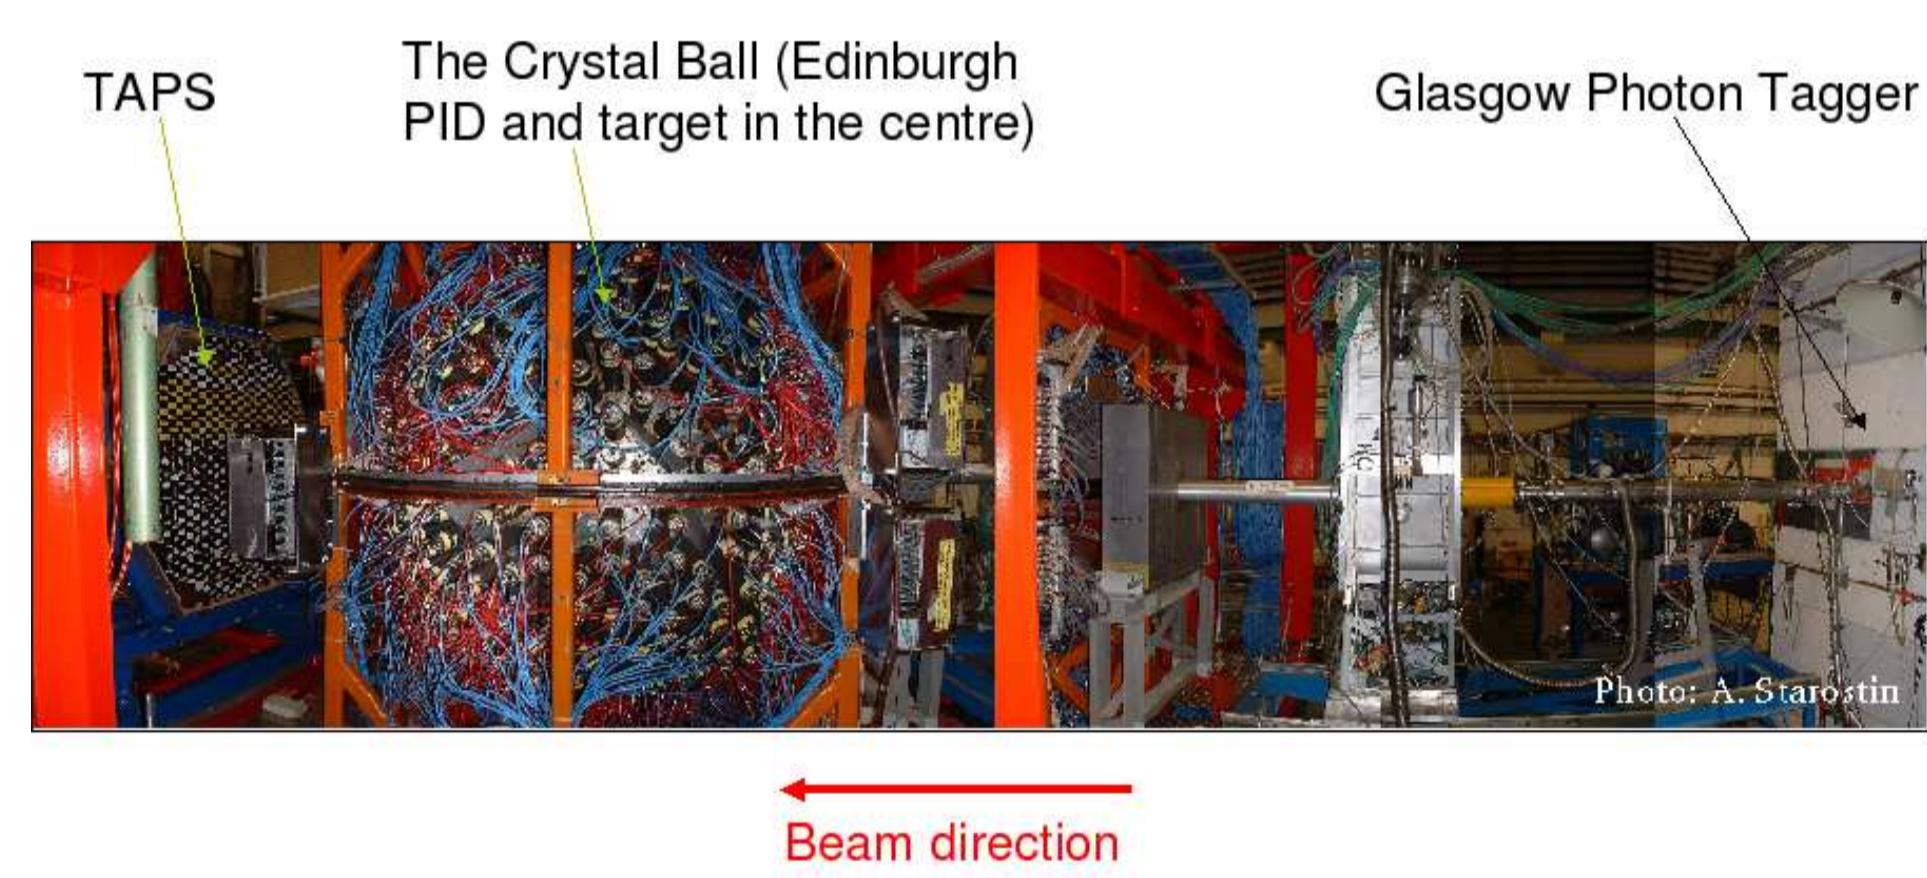 TAPS
The Crystal Ball (Edinburgh
PID and target in the centre)
Glasgow Photon Tagger
Photo: A. Starostin
Beam direction